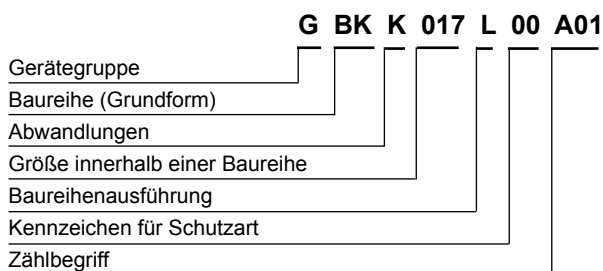 G BK K 017 L 00 A01
Gerätegruppe
Baureihe (Grundform)
Abwandlungen
Größe innerhalb einer Baureihe
Baureihenausführung
Kennzeichen für Schutzart
Zählbegriff